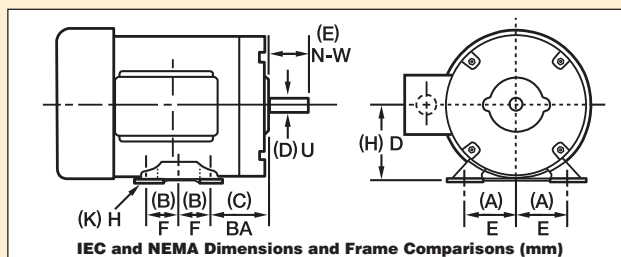 (E)
N-W
(D) U
(H) D
(K) H
(B) (B) (C)
F F BA
(A) (A)
E E
IEC and NEMA Dimensions and Frame Comparisons (mm)